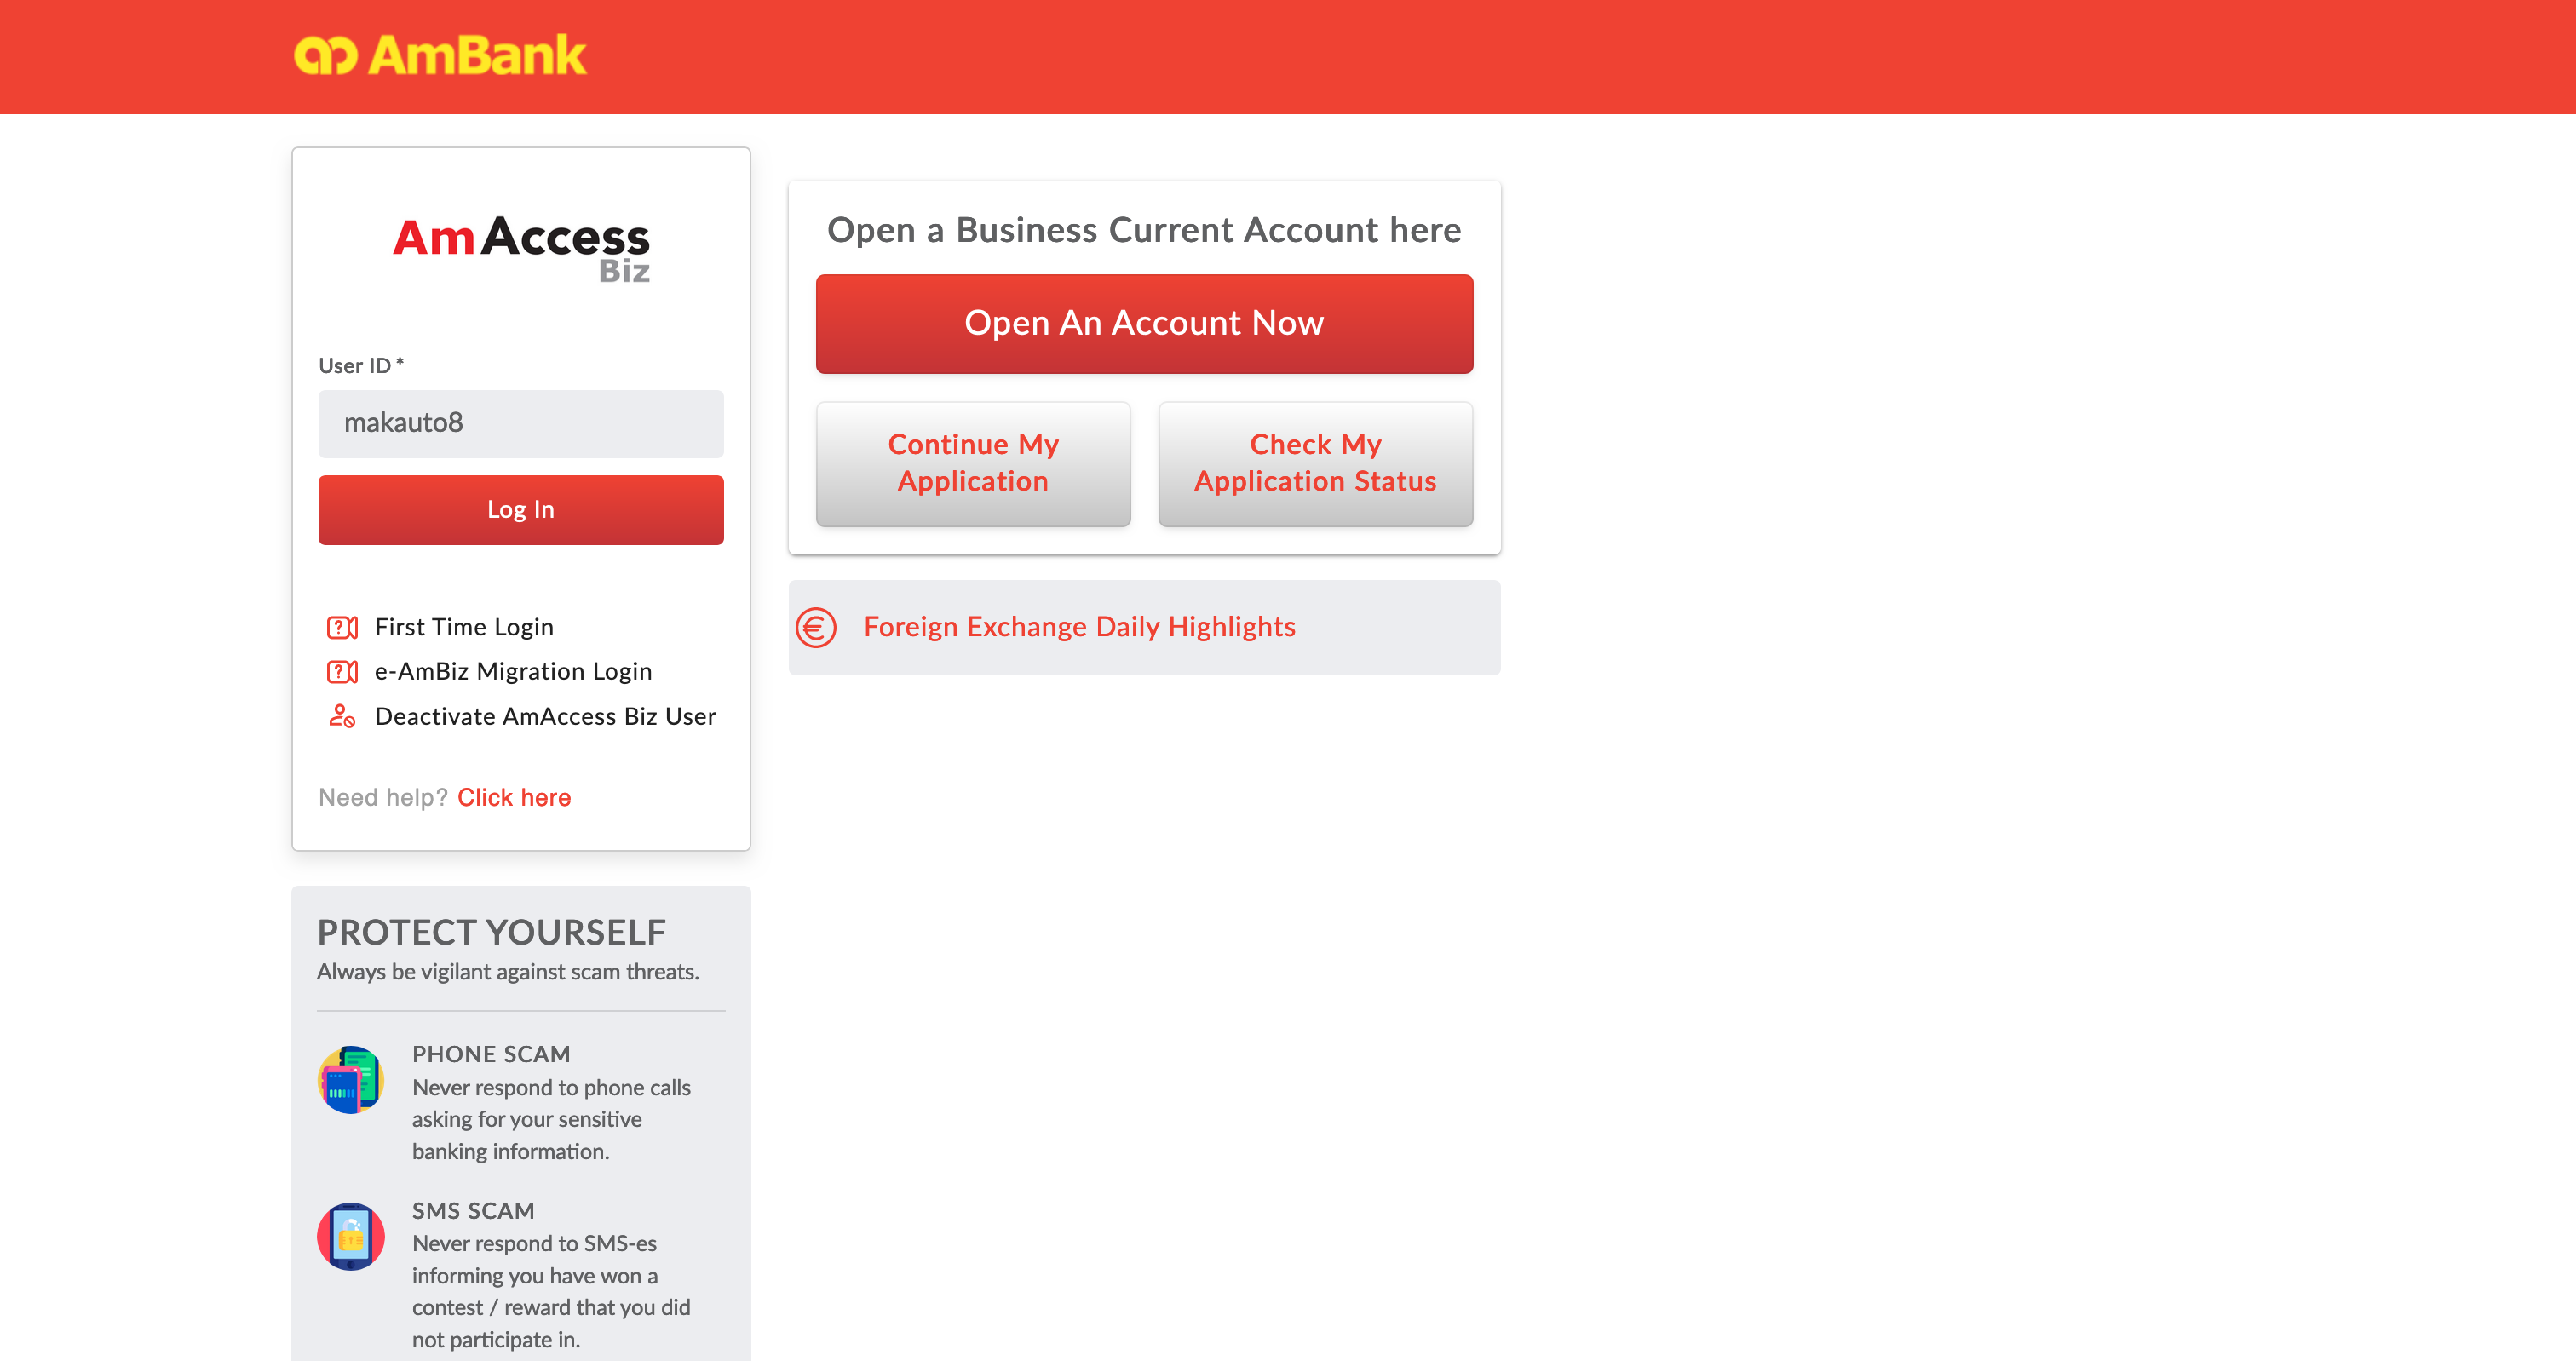 AmBank
AmAccess
Biz
User ID *
makauto8
Log In
First Time Login
e-AmBiz Migration Login
Deactivate AmAccess Biz User
Need help? Click here
Open a Business Current Account here
Open An Account Now
Continue My
Application
Check My
Application Status
Foreign Exchange Daily Highlights
PROTECT YOURSELF
Always be vigilant against scam threats.
PHONE SCAM
Never respond to phone calls
asking for your sensitive
banking information.
SMS SCAM
Never respond to SMS-es
informing you have won a
contest / reward that you did
not participate in.